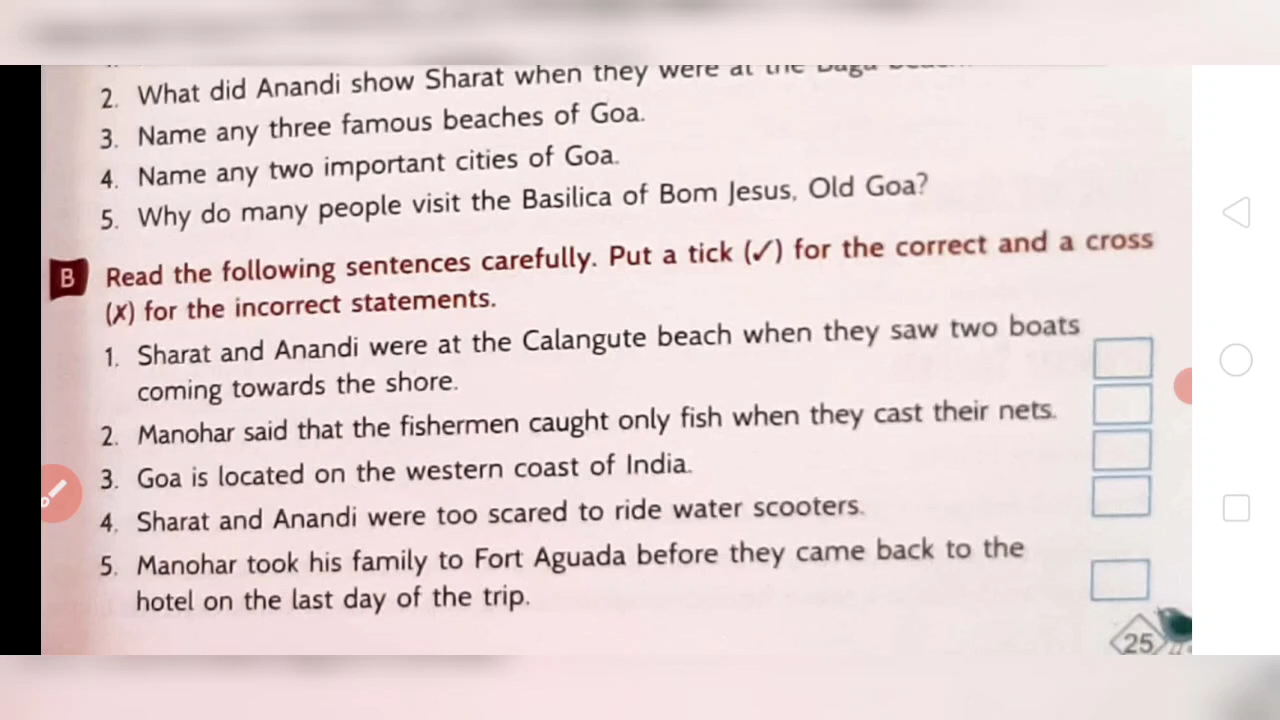 2. What did Anandi show Sharat when they were at the Baga
3. Name any three famous beaches of Goa.
4. Name any two important cities of Goa.
5. Why do many people visit the Basilica of Bom Jesus, Old Goa?
B Read the following sentences carefully. Put a tick (✓) for the correct and a cross
(✗) for the incorrect statements.
1. Sharat and Anandi were at the Calangute beach when they saw two boats
coming towards the shore.
2. Manohar said that the fishermen caught only fish when they cast their nets.
3. Goa is located on the western coast of India.
4. Sharat and Anandi were too scared to ride water scooters.
5. Manohar took his family to Fort Aguada before they came back to the
hotel on the last day of the trip.
25